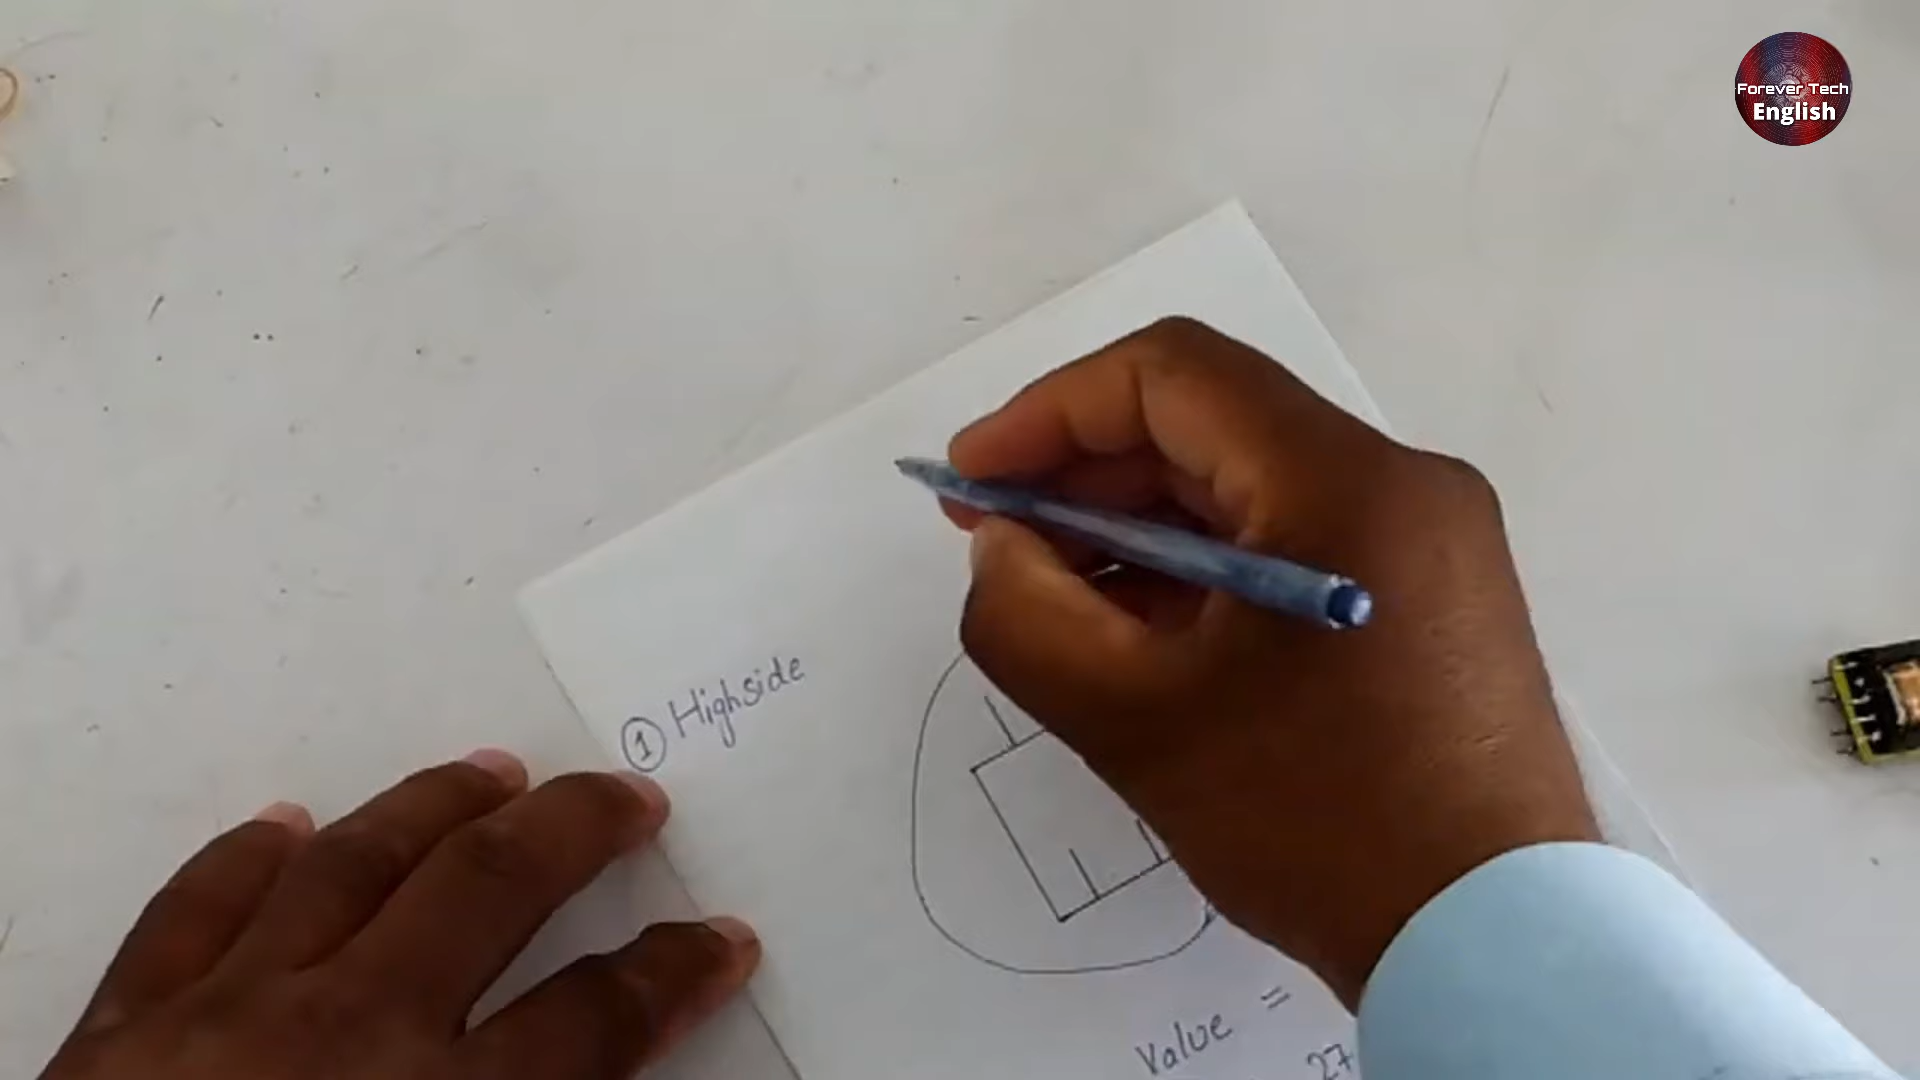 Forever Tech
English
① Highside
Value =
27